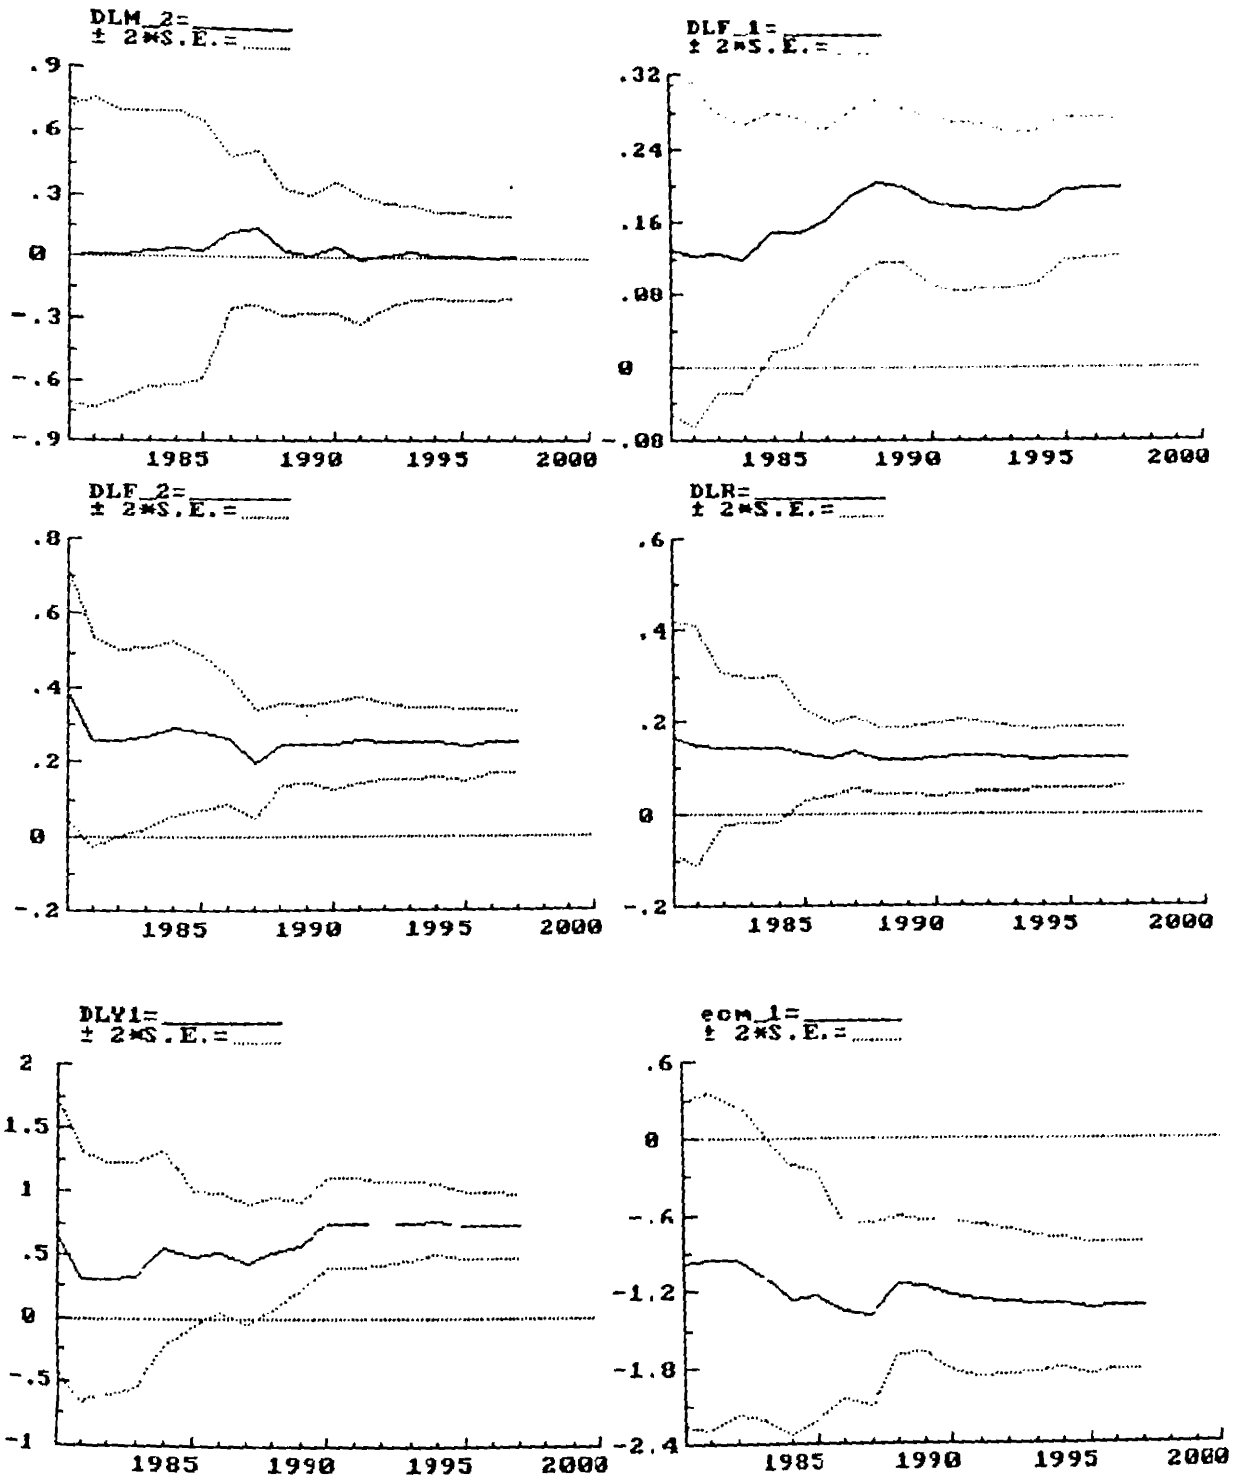 DLM_2=
± 2*S.E.=
.9
.6
.3
0
-.3
-.6
-.9
1985 1990 1995 2000
DLF_1=
± 2*S.E.=
.32
.24
.16
.08
0
-.08
1985 1990 1995 2000
DLF_2=
± 2*S.E.=
.8
.6
.4
.2
0
-.2
1985 1990 1995 2000
DLR=
± 2*S.E.=
.6
.4
.2
0
-.2
1985 1990 1995 2000
DLY1=
± 2*S.E.=
2
1.5
1
.5
0
-.5
-1
1985 1990 1995 2000
ecm_1=
± 2*S.E.=
.6
0
-.6
-1.2
-1.8
-2.4
1985 1990 1995 2000